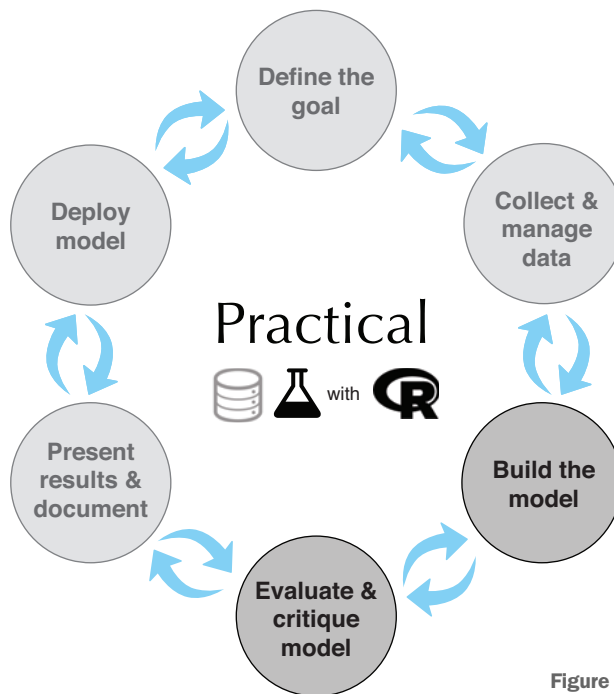 Define the
goal
Collect &
manage
data
Build the
model
Evaluate &
critique
model
Present
results &
document
Deploy
model
Practical
with R
Figure